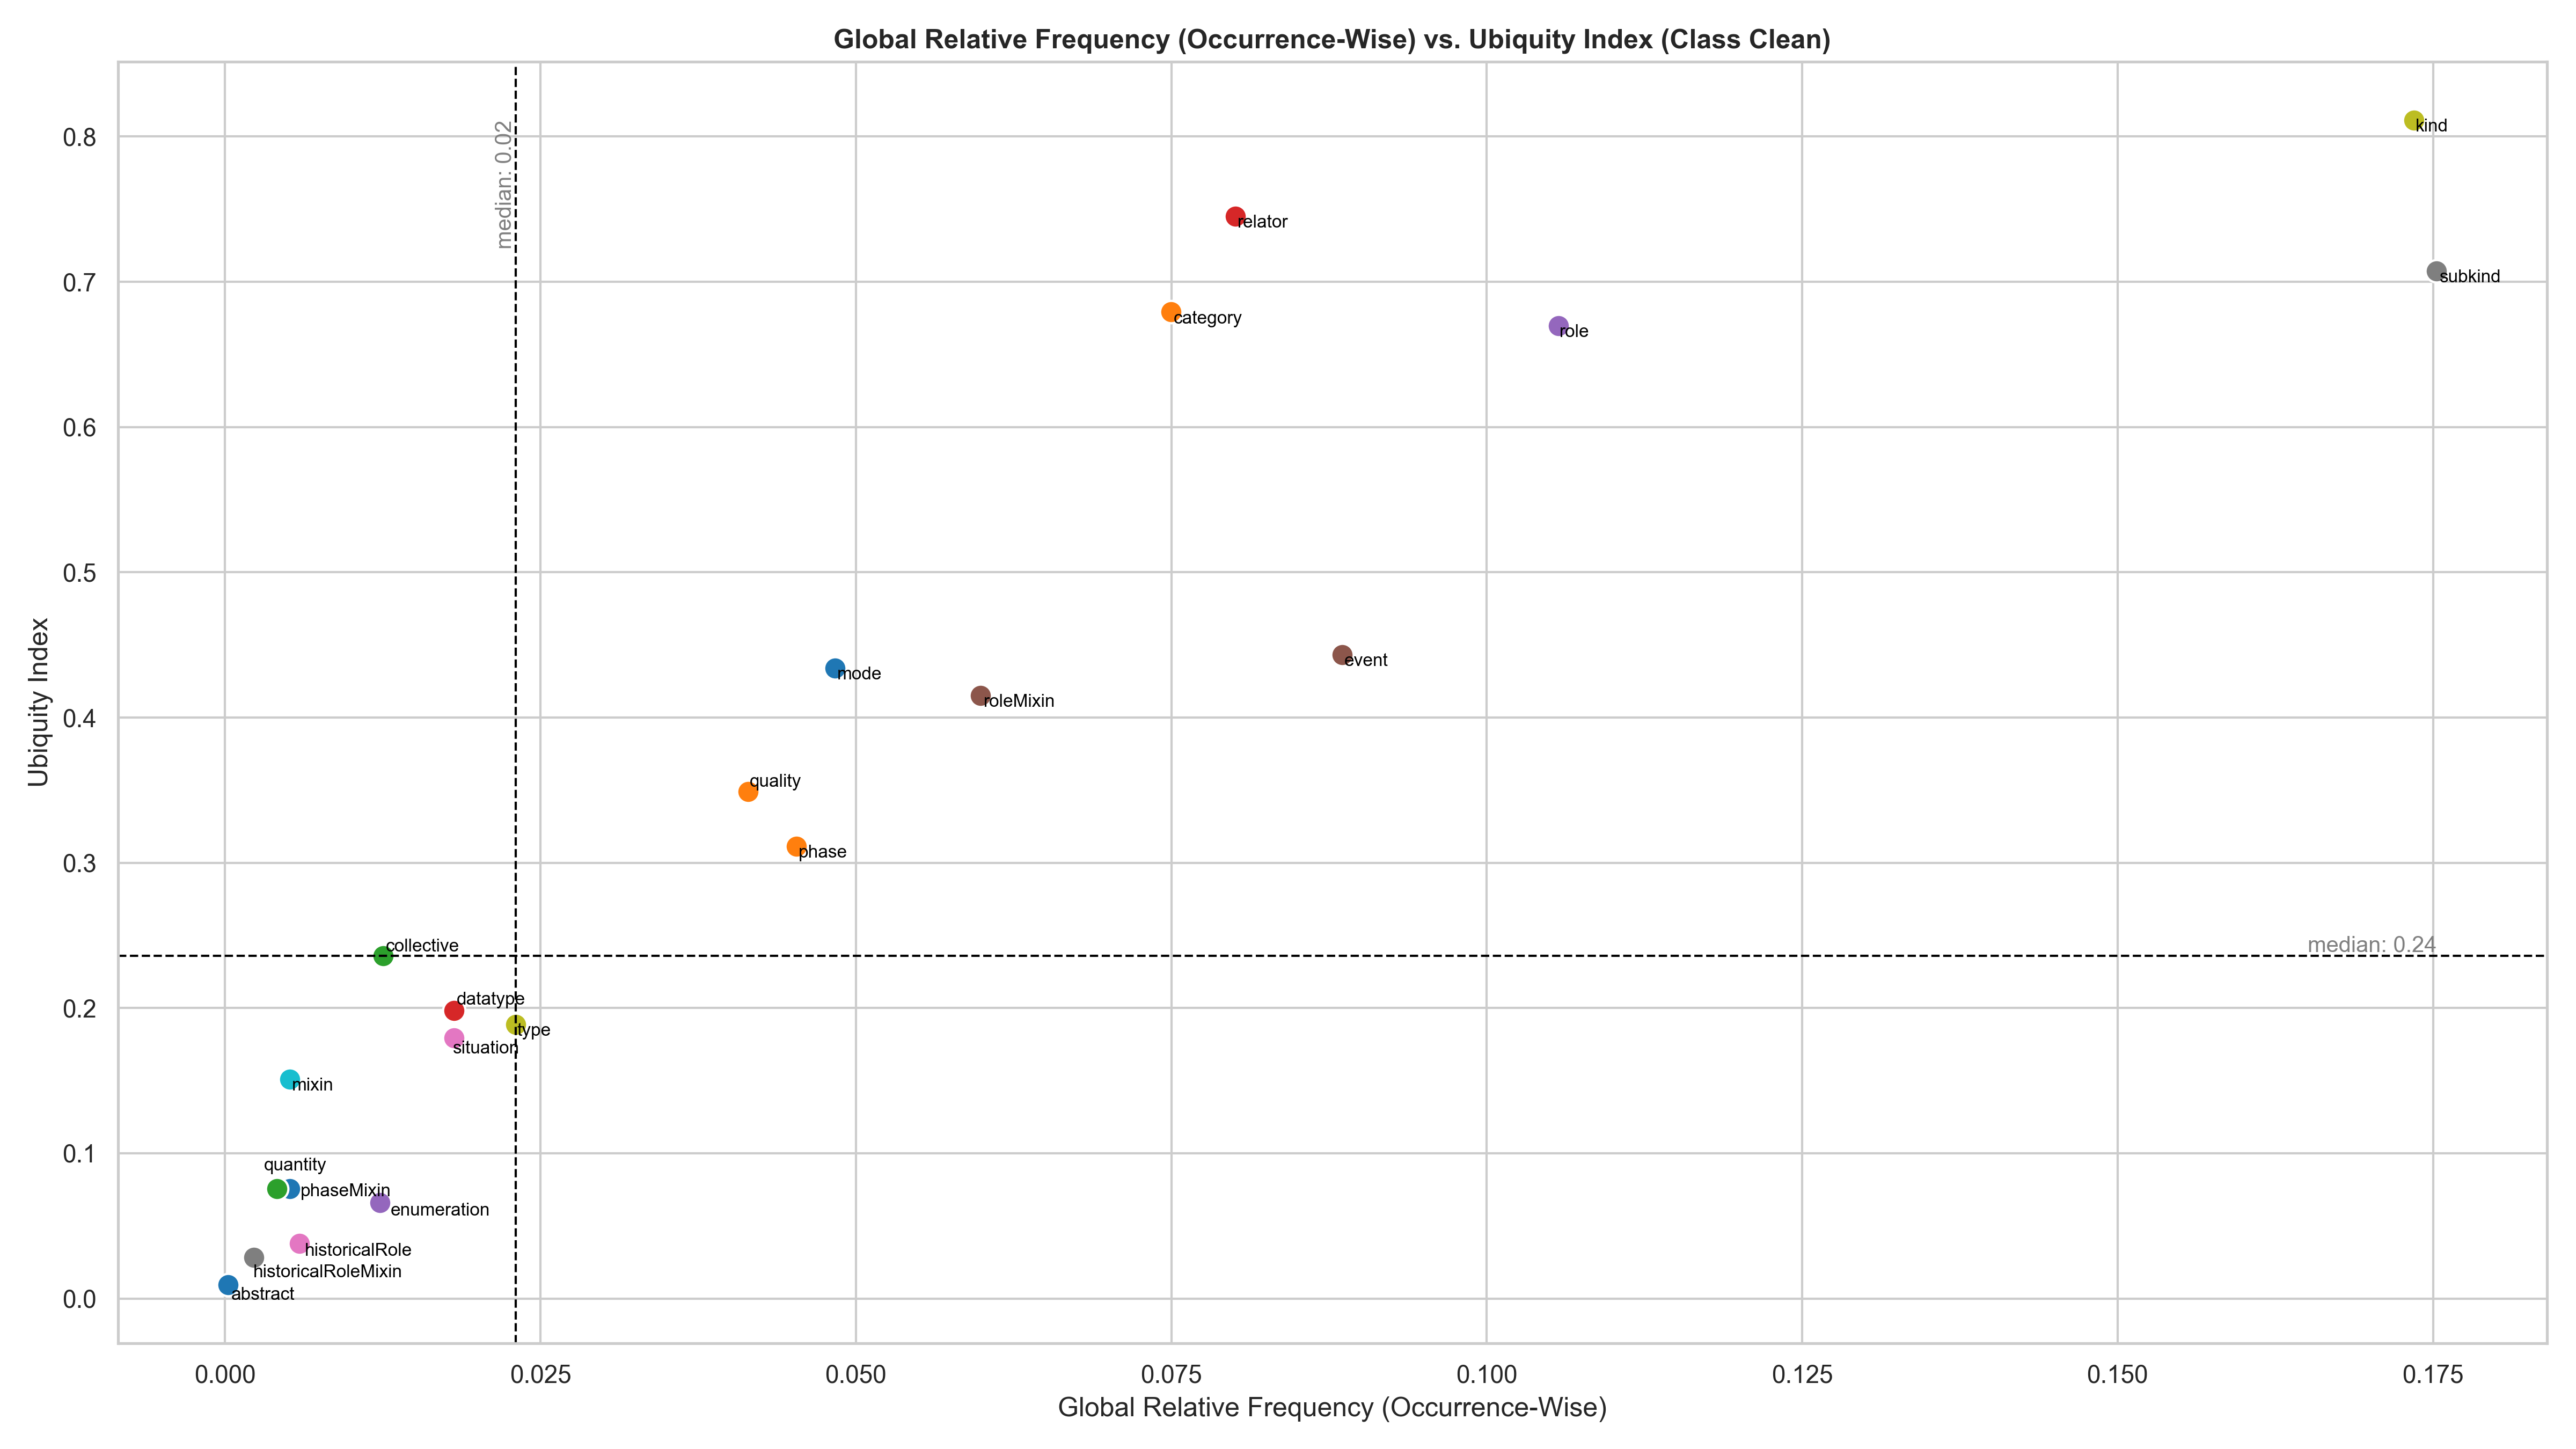 Global Relative Frequency (Occurrence-Wise) vs. Ubiquity Index (Class Clean)
Ubiquity Index
0.8
0.7
0.6
0.5
0.4
0.3
0.2
0.1
0.0
median: 0.02
kind
relator
subkind
category
role
event
mode
roleMixin
quality
phase
collective
median: 0.24
datatype
type
situation
mixin
quantity
phaseMixin
enumeration
historicalRole
historicalRoleMixin
abstract
0.000
0.025
0.050
0.075
0.100
0.125
0.150
0.175
Global Relative Frequency (Occurrence-Wise)